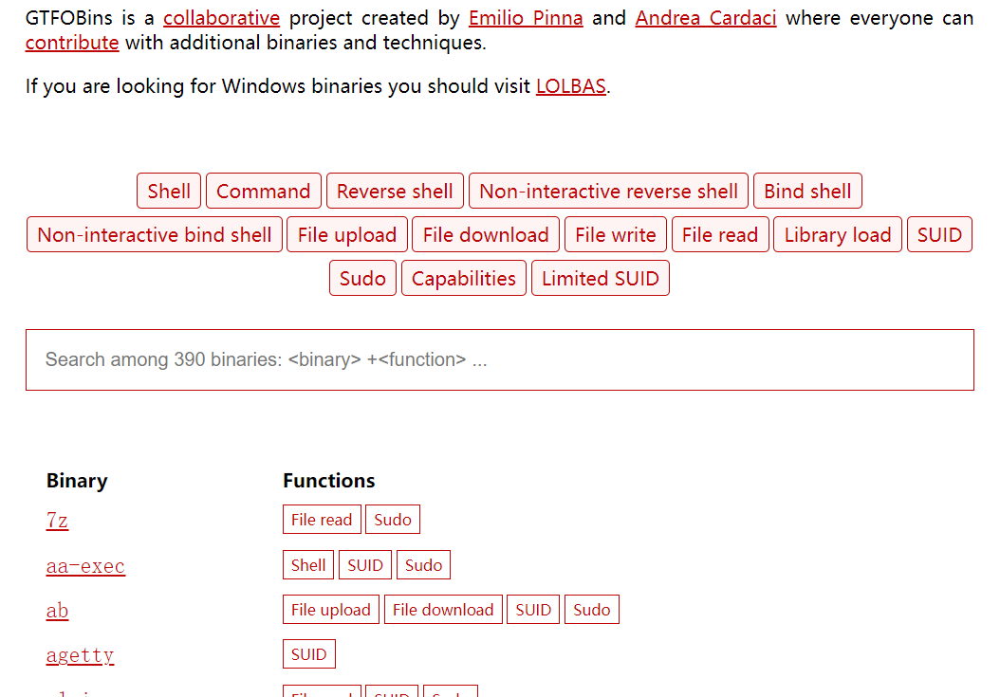 GTFOBins is a collaborative project created by Emilio Pinna and Andrea Cardaci where everyone can
contribute with additional binaries and techniques.
If you are looking for Windows binaries you should visit LOLBAS.
Shell Command Reverse shell Non-interactive reverse shell Bind shell
Non-interactive bind shell File upload File download File write File read Library load SUID
Sudo Capabilities Limited SUID
Search among 390 binaries: <binary> +<function> ...
Binary Functions
7z File read Sudo
aa-exec Shell SUID Sudo
ab File upload File download SUID Sudo
agetty SUID